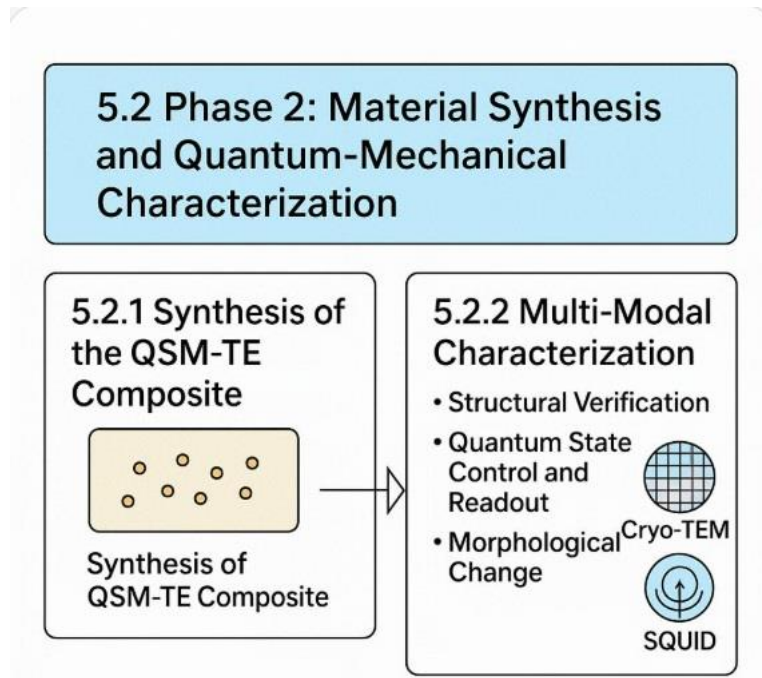 5.2 Phase 2: Material Synthesis
and Quantum-Mechanical
Characterization
5.2.1 Synthesis of
the QSM-TE
Composite
Synthesis of
QSM-TE Composite
5.2.2 Multi-Modal
Characterization
• Structural Verification
• Quantum State
Control and
Readout
• Morphological
Change
Cryo-TEM
SQUID